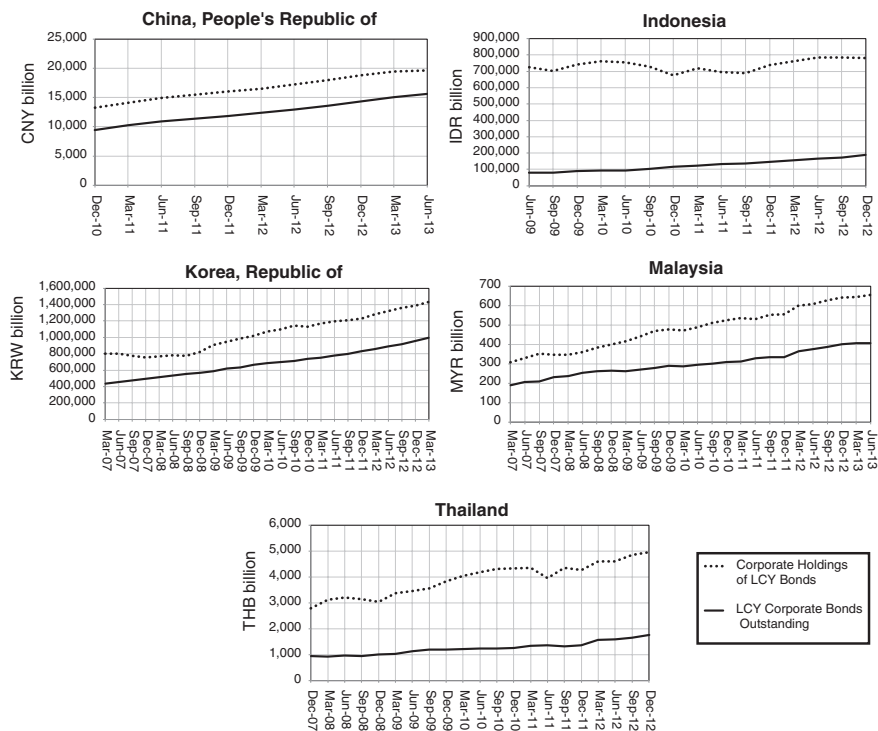 China, People's Republic of
25,000
20,000
15,000
10,000
5,000
0
CNY billion
Dec-10
Mar-11
Jun-11
Sep-11
Dec-11
Mar-12
Jun-12
Sep-12
Dec-12
Mar-13
Jun-13
Indonesia
900,000
800,000
700,000
600,000
500,000
400,000
300,000
200,000
100,000
0
IDR billion
Jun-09
Sep-09
Dec-09
Mar-10
Jun-10
Sep-10
Dec-10
Mar-11
Jun-11
Sep-11
Dec-11
Mar-12
Jun-12
Sep-12
Dec-12
Korea, Republic of
1,600,000
1,400,000
1,200,000
1,000,000
800,000
600,000
400,000
200,000
0
KRW billion
Mar-07
Jun-07
Sep-07
Dec-07
Mar-08
Jun-08
Sep-08
Dec-08
Mar-09
Jun-09
Sep-09
Dec-09
Mar-10
Jun-10
Sep-10
Dec-10
Mar-11
Jun-11
Sep-11
Dec-11
Mar-12
Jun-12
Sep-12
Dec-12
Mar-13
Malaysia
700
600
500
400
300
200
100
0
MYR billion
Mar-07
Jun-07
Sep-07
Dec-07
Mar-08
Jun-08
Sep-08
Dec-08
Mar-09
Jun-09
Sep-09
Dec-09
Mar-10
Jun-10
Sep-10
Dec-10
Mar-11
Jun-11
Sep-11
Dec-11
Mar-12
Jun-12
Sep-12
Dec-12
Mar-13
Jun-13
Thailand
6,000
5,000
4,000
3,000
2,000
1,000
0
THB billion
Dec-07
Mar-08
Jun-08
Sep-08
Dec-08
Mar-09
Jun-09
Sep-09
Dec-09
Mar-10
Jun-10
Sep-10
Dec-10
Mar-11
Jun-11
Sep-11
Dec-11
Mar-12
Jun-12
Sep-12
Dec-12
Corporate Holdings
of LCY Bonds
LCY Corporate Bonds
Outstanding